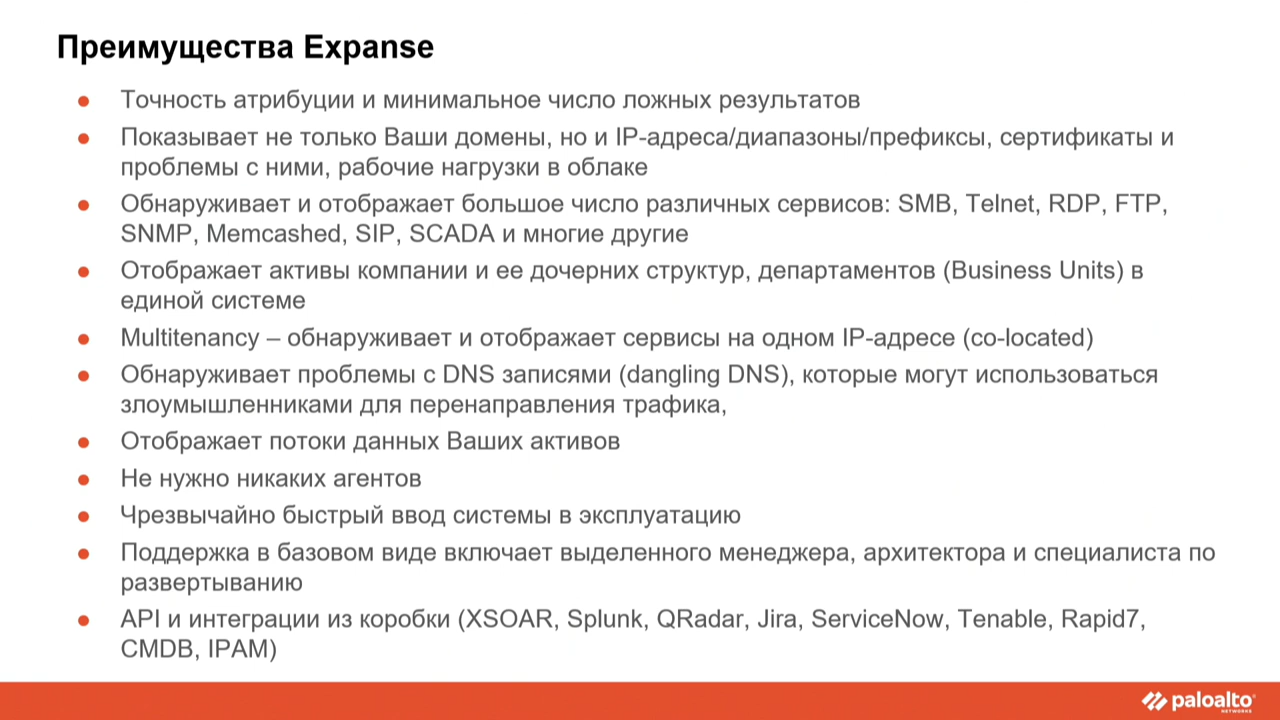 Преимущества Expanse
● Точность атрибуции и минимальное число ложных результатов
● Показывает не только Ваши домены, но и IP-адреса/диапазоны/префиксы, сертификаты и
проблемы с ними, рабочие нагрузки в облаке
● Обнаруживает и отображает большое число различных сервисов: SMB, Telnet, RDP, FTP,
SNMP, Memcashed, SIP, SCADA и многие другие
● Отображает активы компании и ее дочерних структур, департаментов (Business Units) в
единой системе
● Multitenancy – обнаруживает и отображает сервисы на одном IP-адресе (co-located)
● Обнаруживает проблемы с DNS записями (dangling DNS), которые могут использоваться
злоумышленниками для перенаправления трафика,
● Отображает потоки данных Ваших активов
● Не нужно никаких агентов
● Чрезвычайно быстрый ввод системы в эксплуатацию
● Поддержка в базовом виде включает выделенного менеджера, архитектора и специалиста по
развертыванию
● API и интеграции из коробки (XSOAR, Splunk, QRadar, Jira, ServiceNow, Tenable, Rapid7,
CMDB, IPAM)
paloalto
NETWORKS